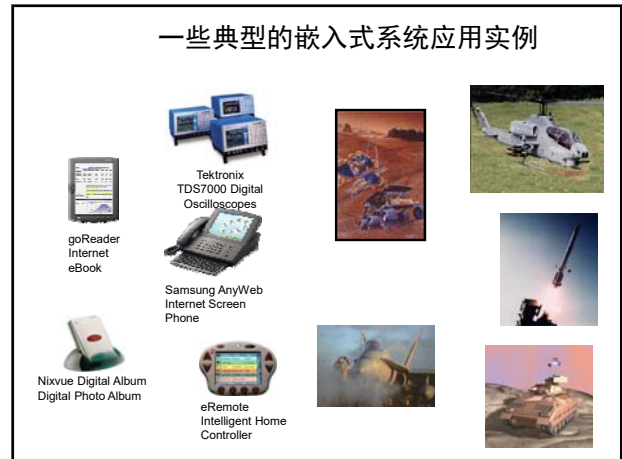 一些典型的嵌入式系统应用实例
Tektronix
TDS7000 Digital
Oscilloscopes
goReader
Internet
eBook
Samsung AnyWeb
Internet Screen
Phone
Nixvue Digital Album
Digital Photo Album
eRemote
Intelligent Home
Controller